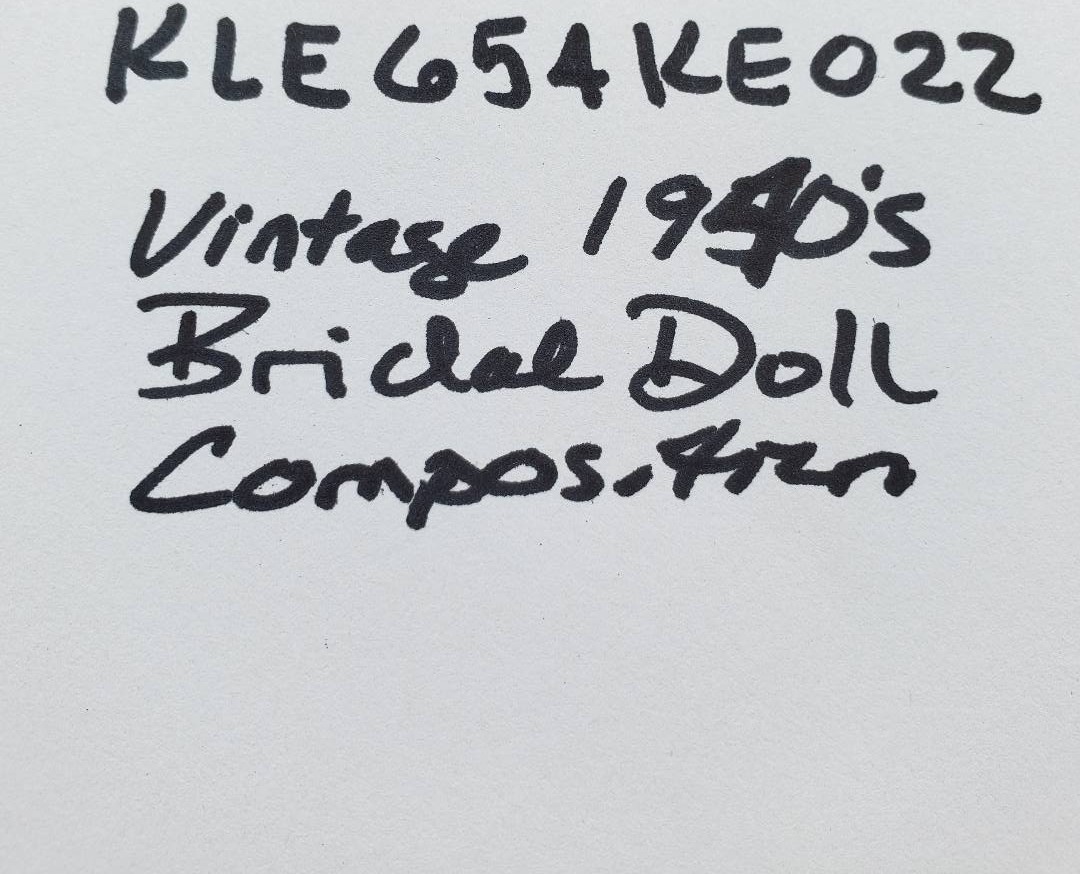 KLE654KE022
Vintage 1940's
Bridal Doll
Composition